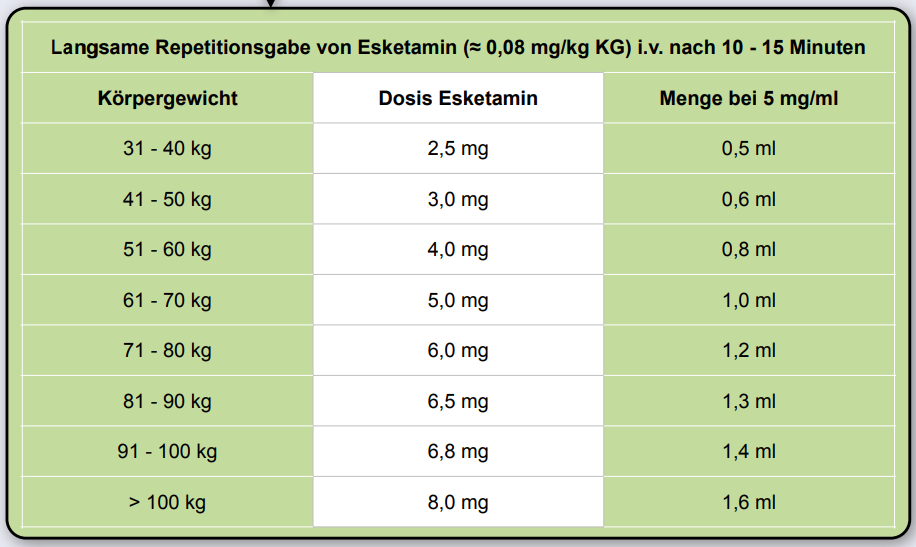 Langsame Repetitionsgabe von Esketamin (≈ 0,08 mg/kg KG) i.v. nach 10 - 15 Minuten
Körpergewicht Dosis Esketamin Menge bei 5 mg/ml
31 - 40 kg 2,5 mg 0,5 ml
41 - 50 kg 3,0 mg 0,6 ml
51 - 60 kg 4,0 mg 0,8 ml
61 - 70 kg 5,0 mg 1,0 ml
71 - 80 kg 6,0 mg 1,2 ml
81 - 90 kg 6,5 mg 1,3 ml
91 - 100 kg 6,8 mg 1,4 ml
> 100 kg 8,0 mg 1,6 ml